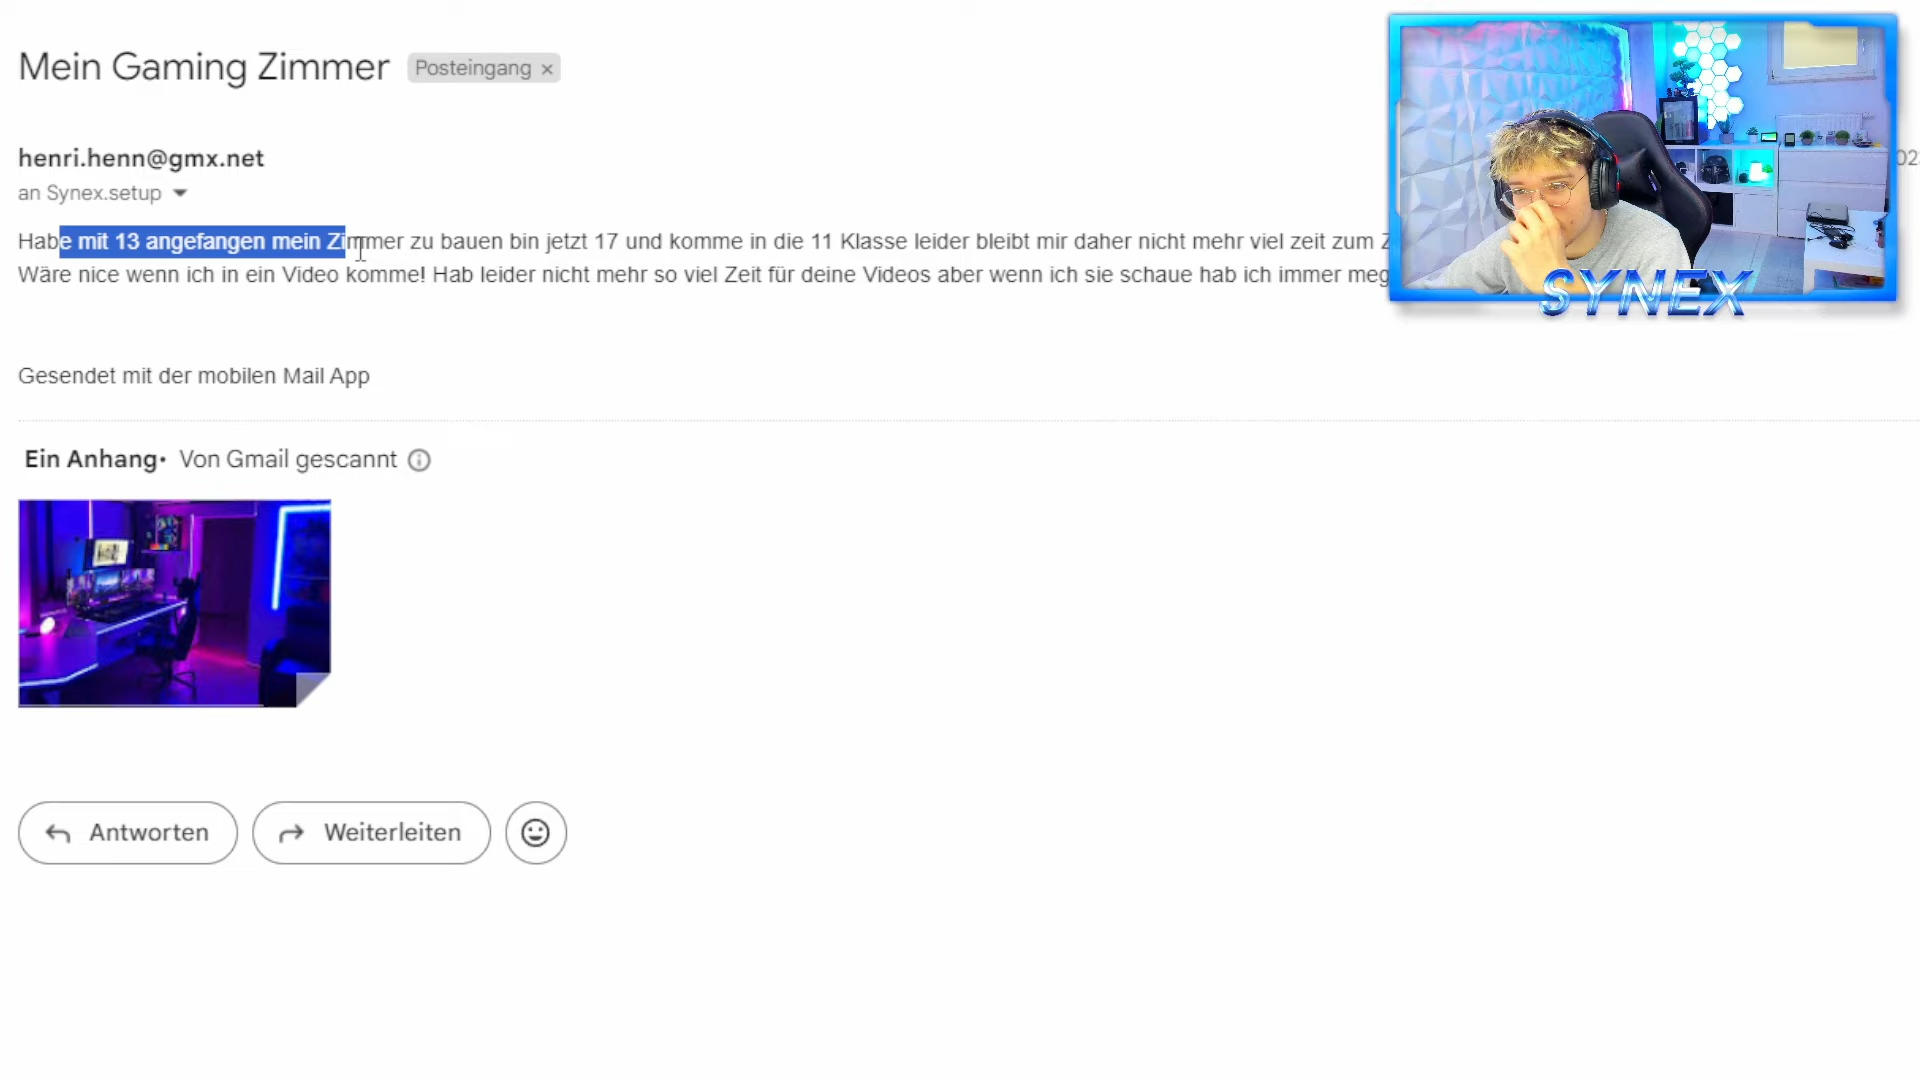 Mein Gaming Zimmer Posteingang ×
henri.henn@gmx.net
an Synex.setup
Habe mit 13 angefangen mein Zimmer zu bauen bin jetzt 17 und komme in die 11 Klasse leider bleibt mir daher nicht mehr viel zeit zum
Wäre nice wenn ich in ein Video komme! Hab leider nicht mehr so viel Zeit für deine Videos aber wenn ich sie schaue hab ich immer
SYNEX
Gesendet mit der mobilen Mail App
Ein Anhang • Von Gmail gescannt
Antworten
Weiterleiten